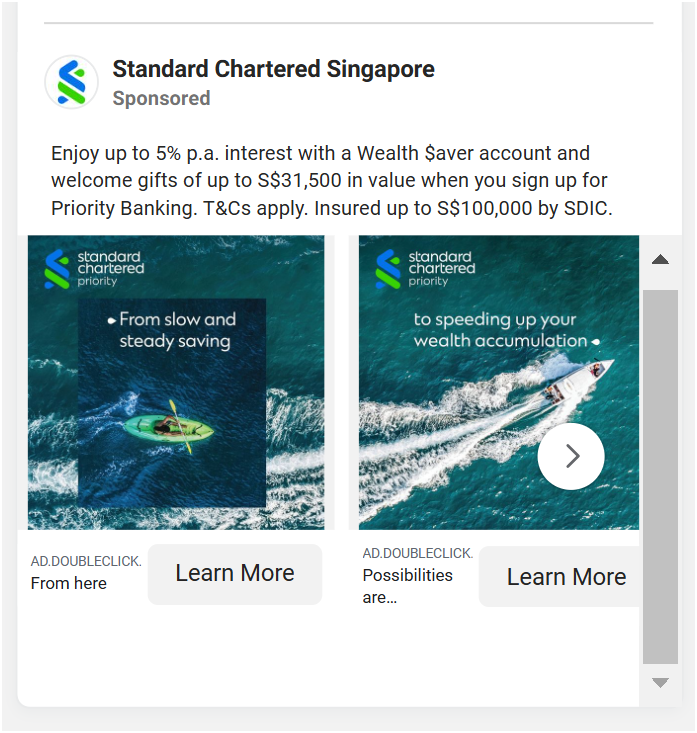 Standard Chartered Singapore
Sponsored
Enjoy up to 5% p.a. interest with a Wealth $aver account and
welcome gifts of up to S$31,500 in value when you sign up for
Priority Banking. T&Cs apply. Insured up to S$100,000 by SDIC.
standard
chartered
priority
From slow and
steady saving
AD.DOUBLECLICK.
From here
Learn More
standard
chartered
priority
to speeding up your
wealth accumulation
AD.DOUBLECLICK.
Possibilities
are...
Learn More